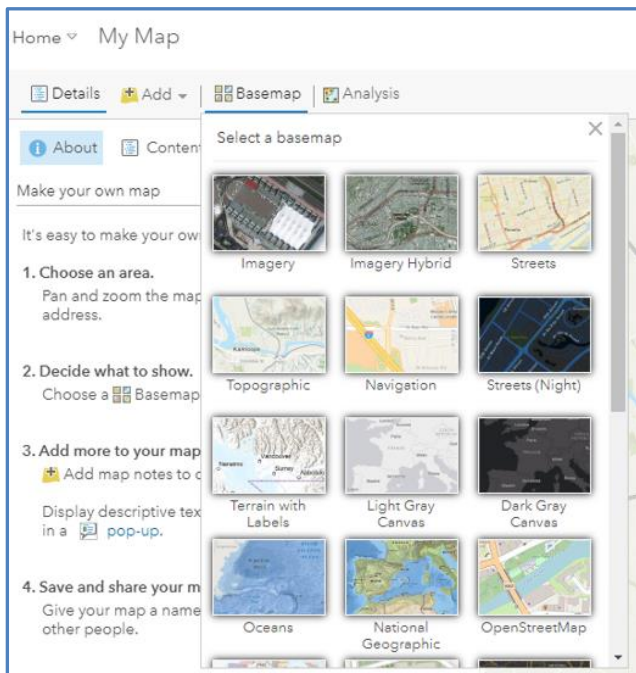 Home My Map
Details Add Basemap Analysis
About Conten
Select a basemap
Make your own map
It's easy to make your ow
1. Choose an area.
Pan and zoom the map
address.
2. Decide what to show.
Choose a Basemap
3. Add more to your map
Add map notes to c
Display descriptive tex
in a pop-up.
4. Save and share your m
Give your map a name
other people.
Imagery Imagery Hybrid Streets
Topographic Navigation Streets (Night)
Terrain with Labels
Light Gray Canvas
Dark Gray Canvas
Oceans
National Geographic
OpenStreetMap